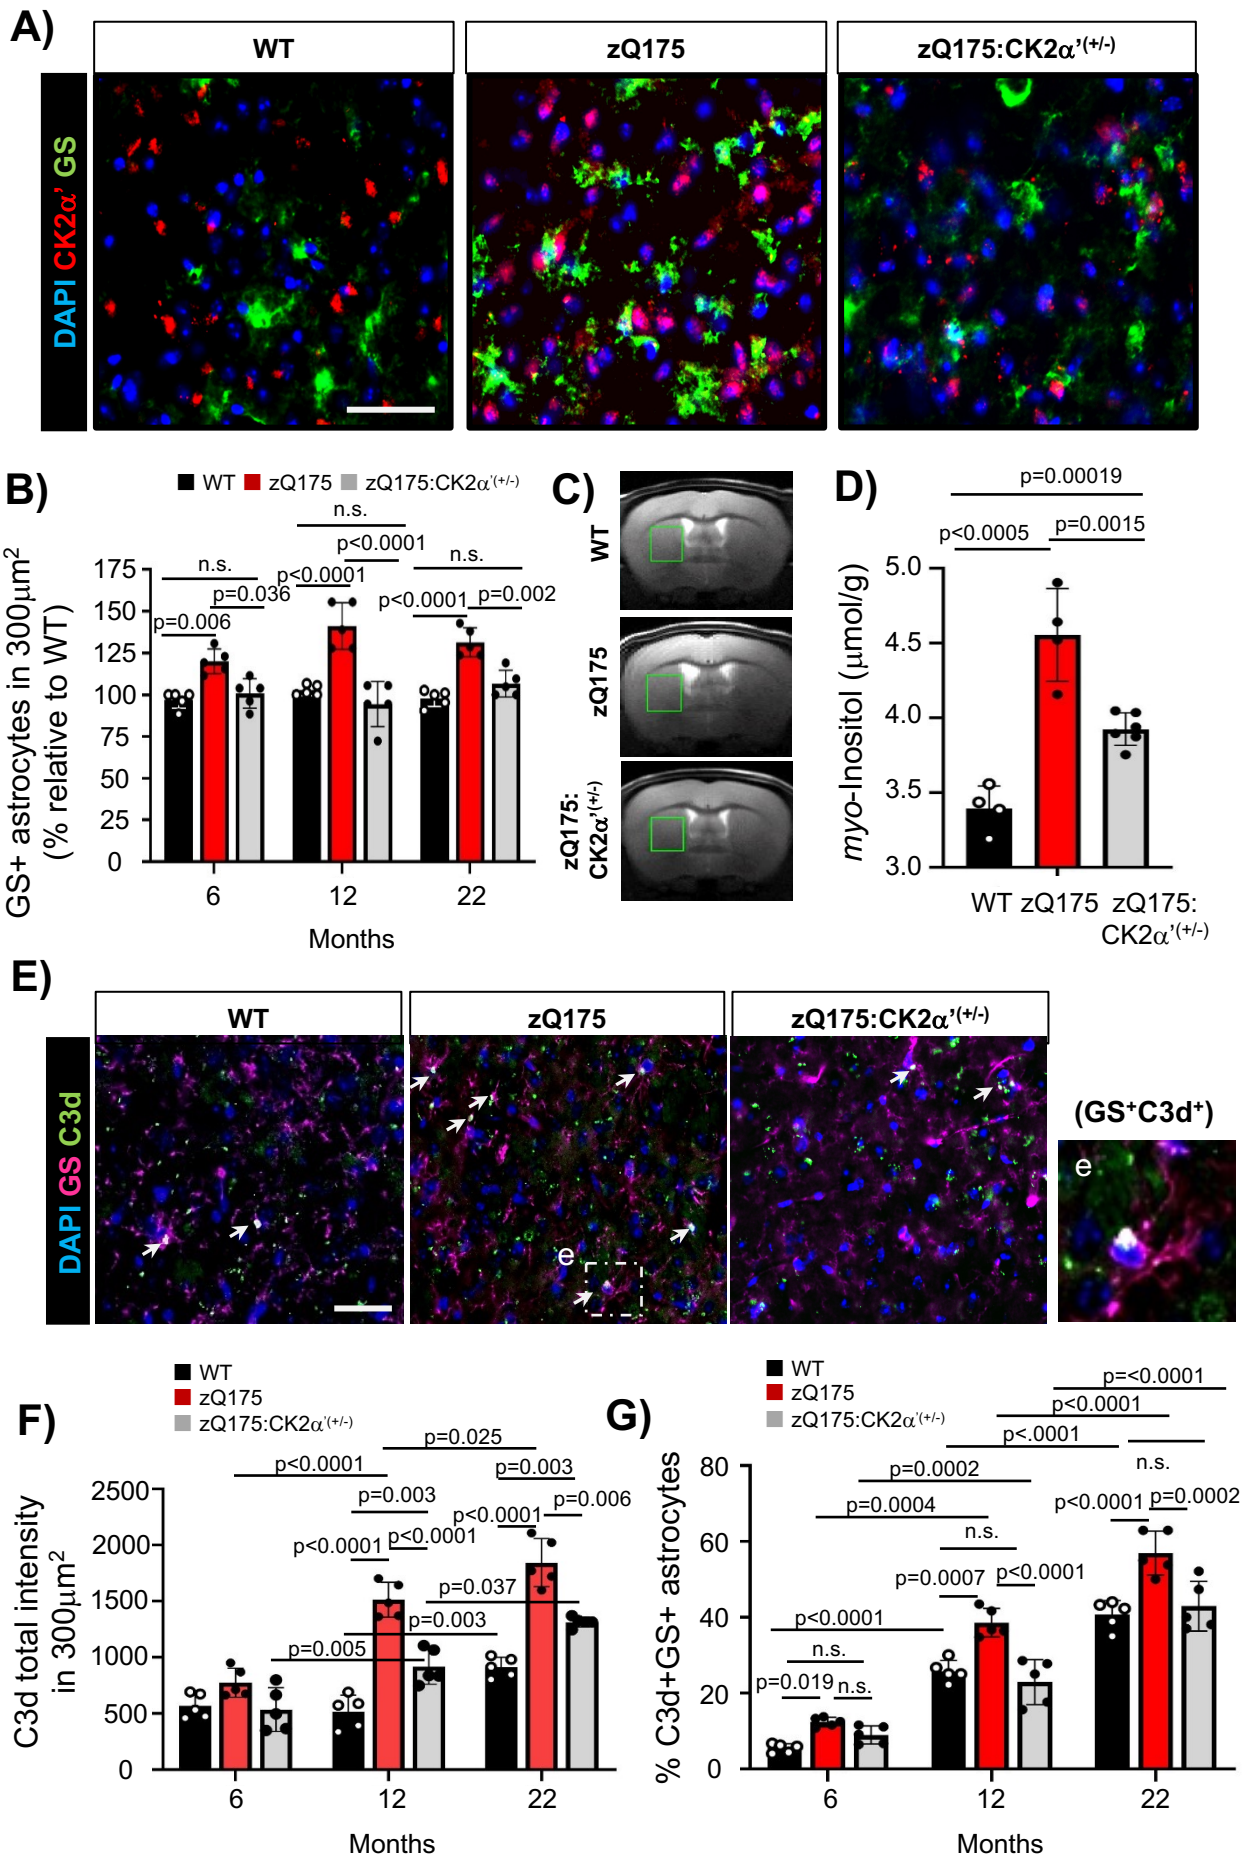 A)
WT
zQ175
zQ175:CK2α’(+/-)
DAPI CK2α’ GS
B)
WT zQ175 zQ175:CK2α’(+/-)
GS+ astrocytes in 300µm2
(% relative to WT)
175
150
125
100
75
50
25
0
n.s.
p=0.006
p=0.036
n.s.
p<0.0001
p<0.0001
n.s.
p<0.0001
p=0.002
6 12 22
Months
C)
WT
zQ175
zQ175:
CK2α’(+/-)
D)
p=0.00019
p<0.0005
p=0.0015
myo-Inositol (µmol/g)
5.0
4.5
4.0
3.5
3.0
WT zQ175 zQ175:
CK2α’(+/-)
E)
WT
zQ175
zQ175:CK2α’(+/-)
DAPI GS C3d
e
(GS+C3d+)
e
F)
WT
zQ175
zQ175:CK2α’(+/-)
C3d total intensity
in 300µm2
2500
2000
1500
1000
500
0
p=0.025
p<0.0001
p=0.003
p=0.003
p=0.006
p<0.0001
p<0.0001
p<0.0001
p=0.037
p=0.003
p=0.005
6 12 22
Months
G)
WT
zQ175
zQ175:CK2α’(+/-)
% C3d+GS+ astrocytes
80
60
40
20
0
p=<0.0001
p<0.0001
p<.0001
n.s.
p=0.0002
p=0.0004
p<0.0001
p=0.0002
n.s.
p=0.0007
p<0.0001
p<0.0001
n.s.
p=0.019
n.s.
6 12 22
Months